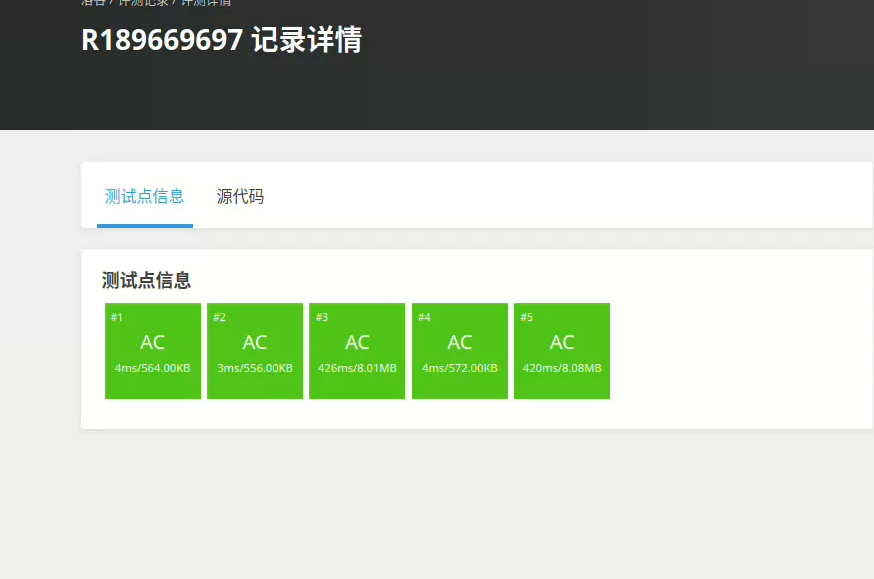 洛谷 / 评测记录 / 评测详情
R189669697 记录详情
测试点信息 源代码
测试点信息
#1 #2 #3 #4 #5
AC AC AC AC AC
4ms/564.00KB 3ms/556.00KB 426ms/8.01MB 4ms/572.00KB 420ms/8.08MB